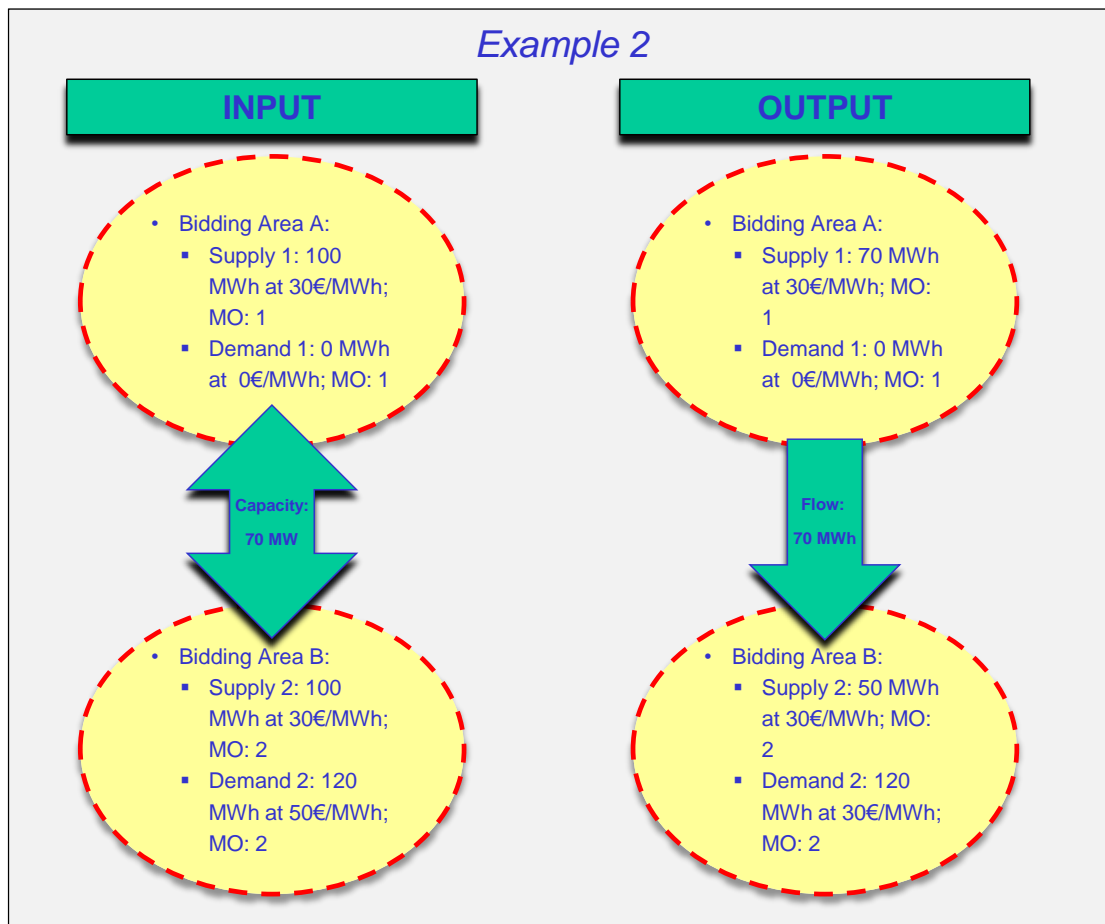 Example 2
INPUT
• Bidding Area A:
▪ Supply 1: 100
MWh at 30€/MWh;
MO: 1
▪ Demand 1: 0 MWh
at 0€/MWh; MO: 1
Capacity:
70 MW
• Bidding Area B:
▪ Supply 2: 100
MWh at 30€/MWh;
MO: 2
▪ Demand 2: 120
MWh at 50€/MWh;
MO: 2
OUTPUT
• Bidding Area A:
▪ Supply 1: 70 MWh
at 30€/MWh; MO:
1
▪ Demand 1: 0 MWh
at 0€/MWh; MO: 1
Flow:
70 MWh
• Bidding Area B:
▪ Supply 2: 50 MWh
at 30€/MWh; MO:
2
▪ Demand 2: 120
MWh at 30€/MWh;
MO: 2